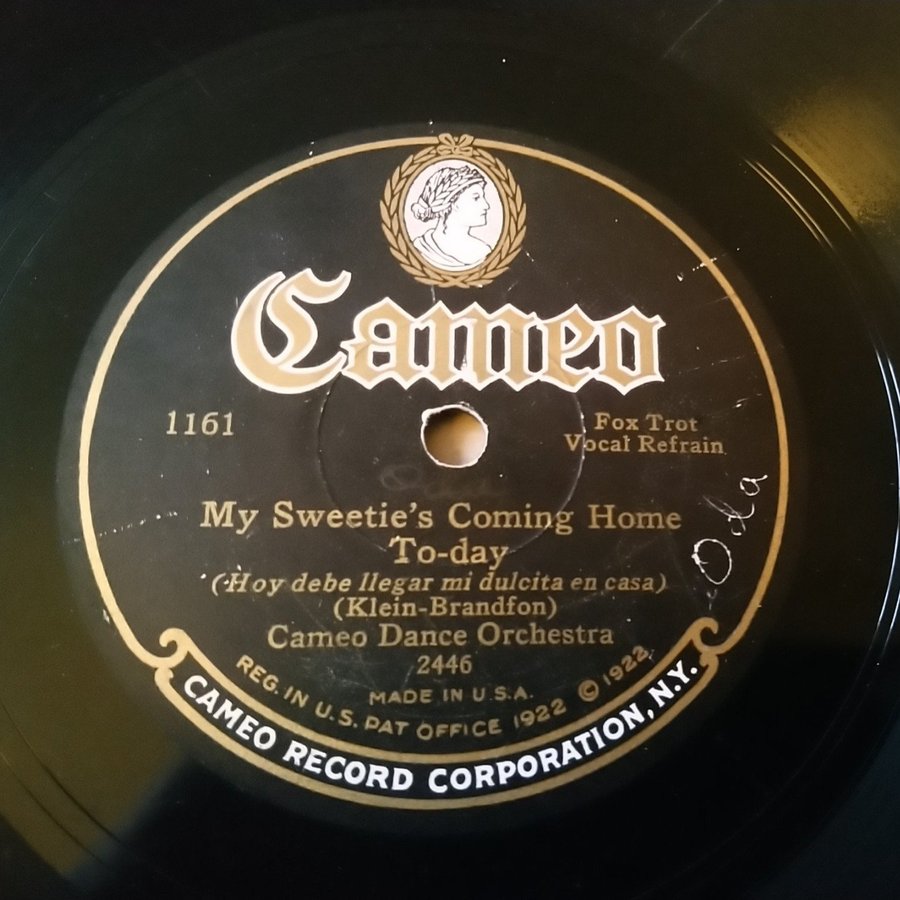 Cameo
1161
Fox Trot
Vocal Refrain
My Sweetie's Coming Home
To-day
(Hoy debe llegar mi dulcita en casa)
(Klein-Brandfon)
Cameo Dance Orchestra
2446
MADE IN U.S.A.
REG. IN U.S. PAT OFFICE 1922 © 1922
CAMEO RECORD CORPORATION, N.Y.
Oda